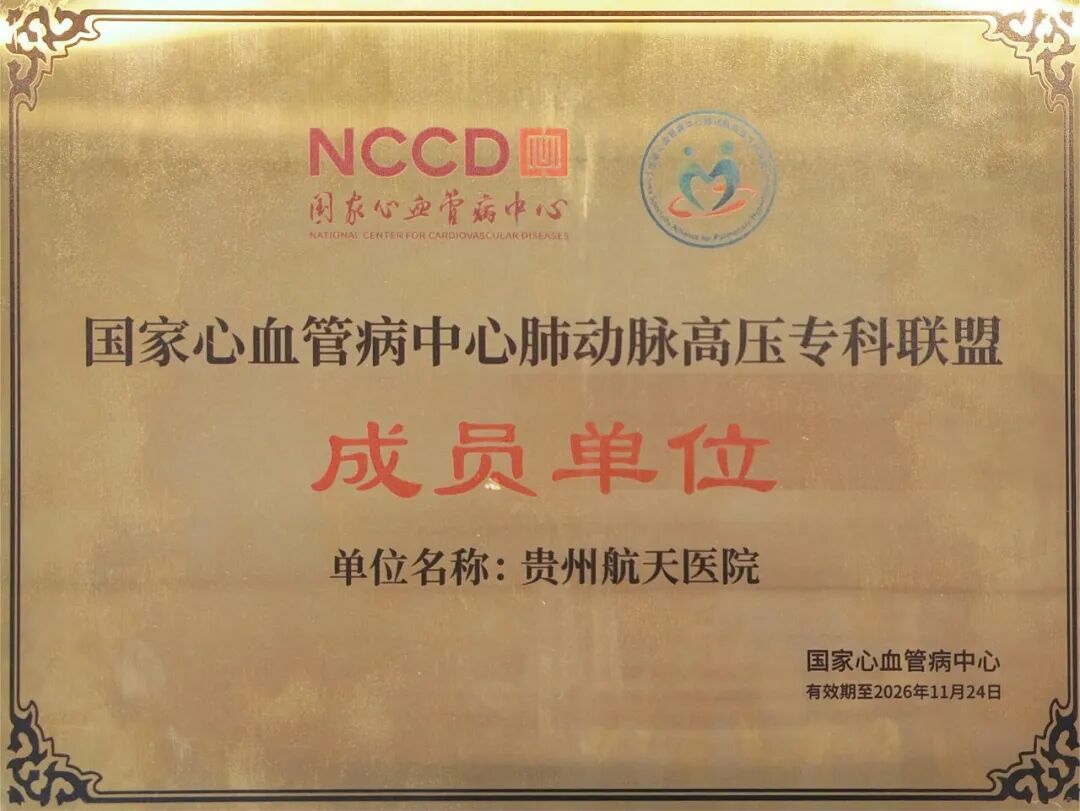 NCCD
国家心血管病中心
NATIONAL CENTER FOR CARDIOVASCULAR DISEASES
国家心血管病中心肺动脉高压专科联盟
成员单位
单位名称：贵州航天医院
国家心血管病中心
有效期至2026年11月24日